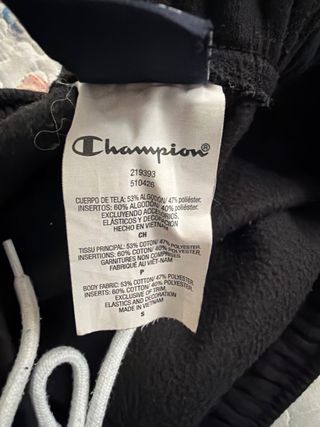 Champion®
219393
510426
CUERPO DE TELA: 53% ALGODÓN/ 47% poliéster.
INSERTOS: 60% ALGODÓN/ 40% poliéster.
EXCLUYENDO ACCESORIOS,
ELÁSTICOS Y DECORACIÓN
HECHO EN VIETNAM
CH
TISSU PRINCIPAL: 53% COTON/ 47% POLYESTER.
INSERTIONS: 60% COTON/ 40% POLYESTER.
GARNITURES NON COMPRISES.
FABRIQUÉ AU VIÊT-NAM
P
BODY FABRIC: 53% COTTON/ 47% POLYESTER.
INSERTS: 60% COTTON/ 40% POLYESTER.
EXCLUSIVE OF TRIM,
ELASTICS AND DECORATION
MADE IN VIETNAM
S